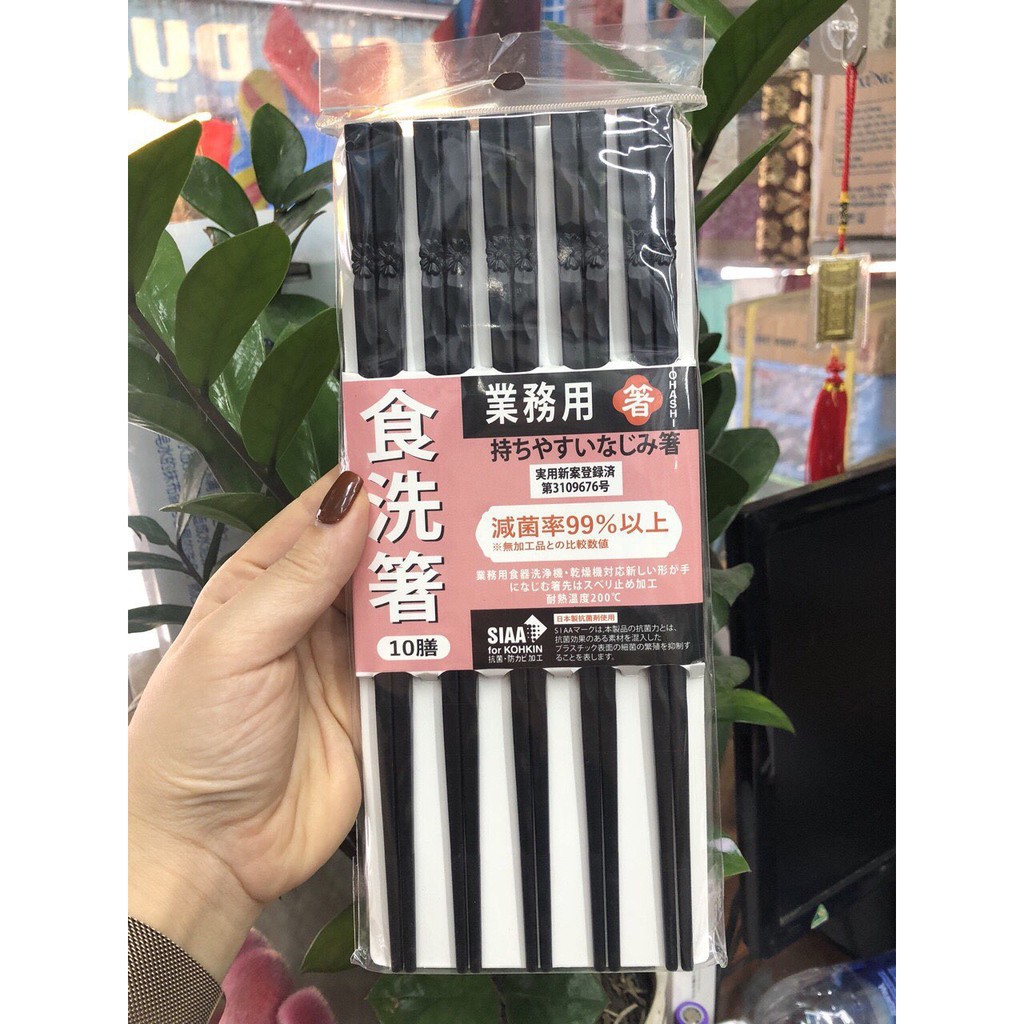 食洗箸
10膳
業務用
箸
OHASHI
持ちやすいなじみ箸
実用新案登録済
第3109676号
減菌率99%以上
※無加工品との比較数値
業務用食器洗浄機・乾燥機対応新しい形が手
になじむ箸先はスベリ止め加工
耐熱温度200℃
SIAA
for KOHKIN
抗菌・防カビ加工
日本製抗菌剤使用
SIAAマークは、本製品の抗菌力とは、
抗菌効果のある素材を混入した
プラスチック表面の細菌の繁殖を抑制す
ることを表します。